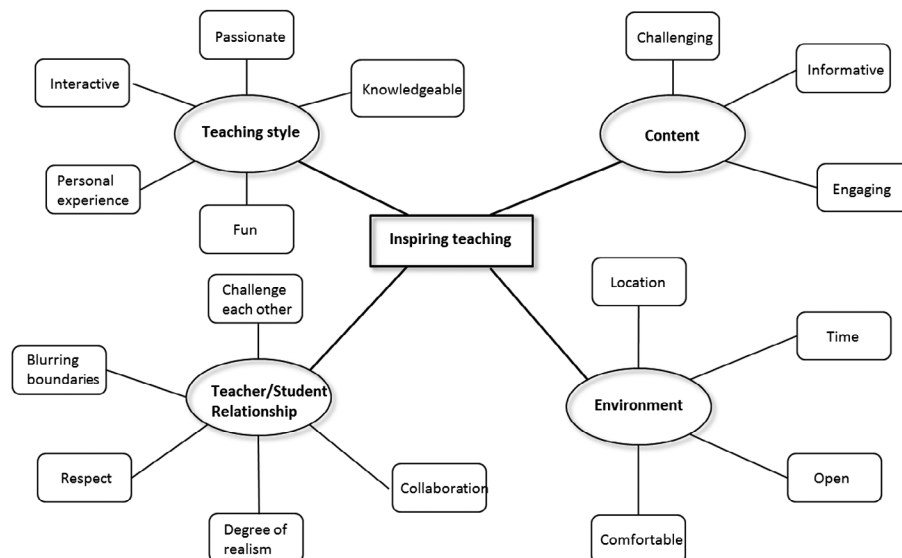 Passionate
Interactive
Knowledgeable
Teaching style
Personal
experience
Fun
Challenging
Informative
Content
Engaging
Inspiring teaching
Challenge
each other
Blurring
boundaries
Teacher/Student
Relationship
Respect
Collaboration
Degree of
realism
Location
Time
Environment
Open
Comfortable